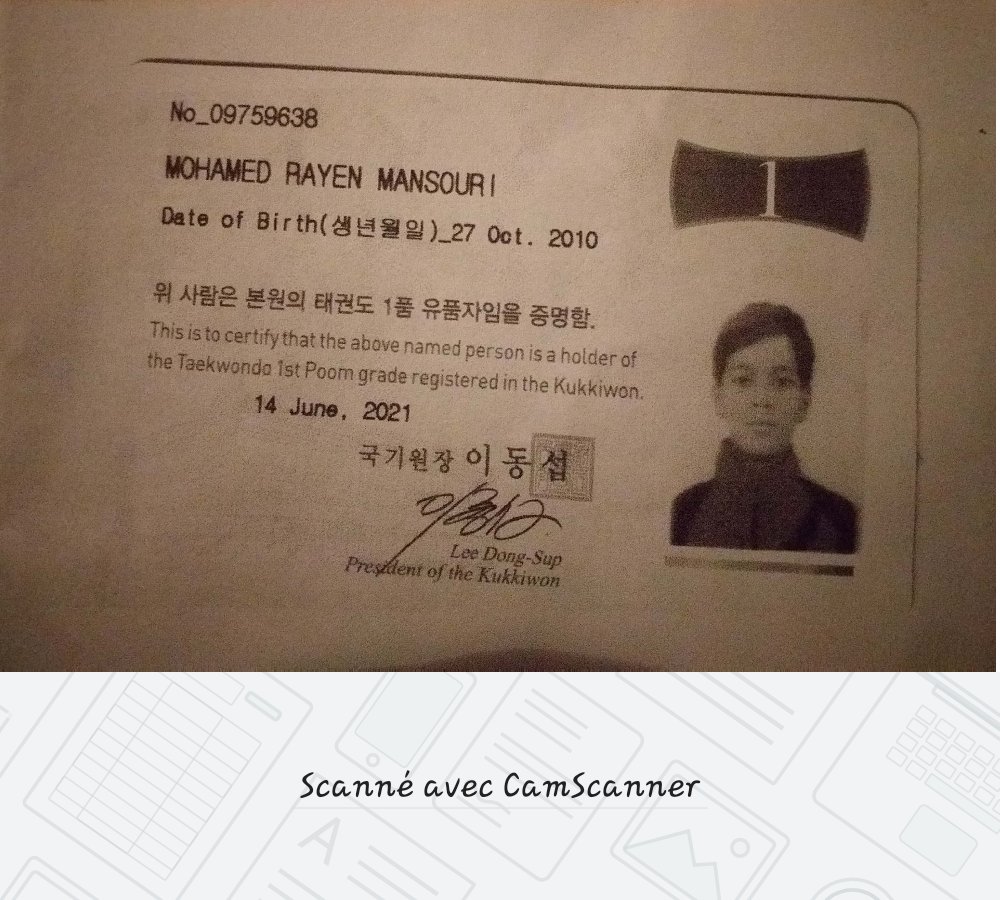 No_09759638
1
MOHAMED RAYEN MANSOURI
Date of Birth(생년월일)_27 Oct. 2010
위 사람은 본원의 태권도 1품 유품자임을 증명함.
This is to certify that the above named person is a holder of
the Taekwondo 1st Poom grade registered in the Kukkiwon.
14 June, 2021
국기원장 이동섭
Lee Dong-Sup
President of the Kukkiwon
Scanné avec CamScanner